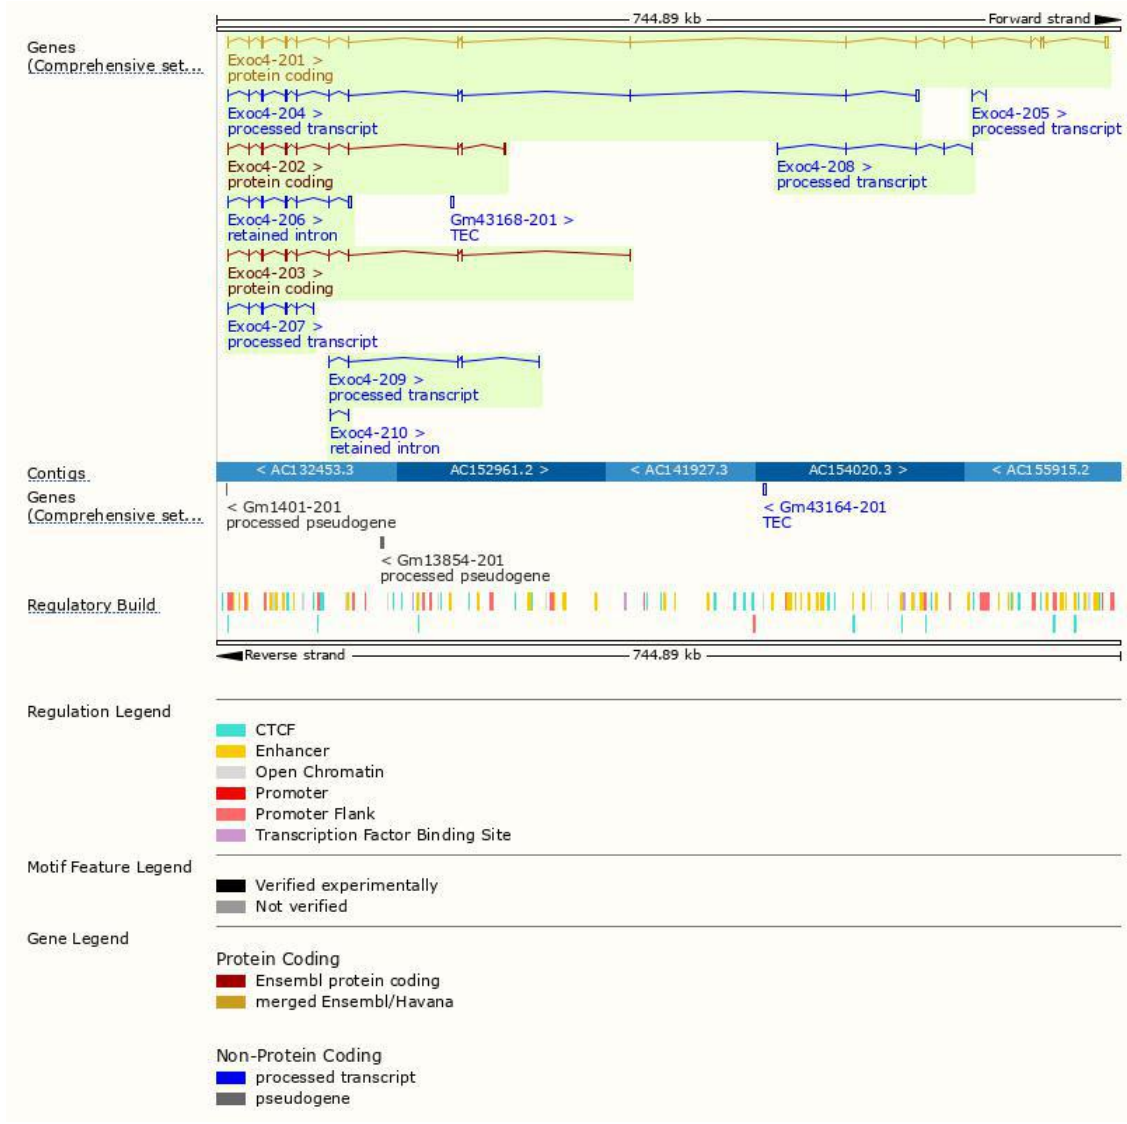 744.89 kb Forward strand
Genes
(Comprehensive set...
Exoc4-201 >
protein coding
Exoc4-204 > Exoc4-205 >
processed transcript processed transcript
Exoc4-202 > Exoc4-208 >
protein coding processed transcript
Exoc4-206 > Gm43168-201 >
retained intron TEC
Exoc4-203 >
protein coding
Exoc4-207 >
processed transcript
Exoc4-209 >
processed transcript
Exoc4-210 >
retained intron
Contigs < AC132453.3 AC152961.2 > < AC141927.3 AC154020.3 > < AC155915.2
Genes
(Comprehensive set...
< Gm1401-201 < Gm43164-201
processed pseudogene TEC
< Gm13854-201
processed pseudogene
Regulatory Build
Reverse strand 744.89 kb
Regulation Legend
CTCF
Enhancer
Open Chromatin
Promoter
Promoter Flank
Transcription Factor Binding Site
Motif Feature Legend
Verified experimentally
Not verified
Gene Legend
Protein Coding
Ensembl protein coding
merged Ensembl/Havana
Non-Protein Coding
processed transcript
pseudogene